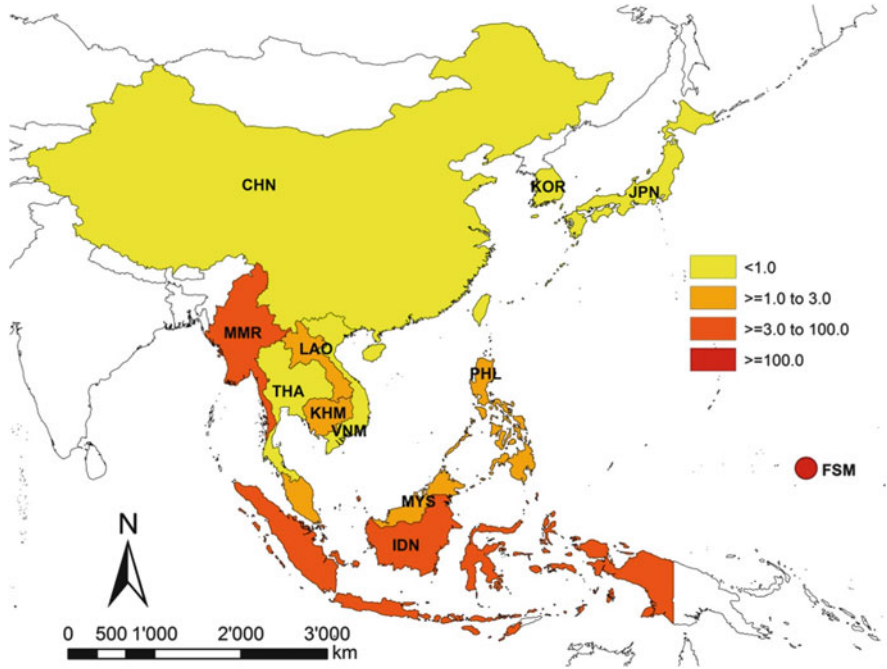 CHN
KOR
JPN
<1.0
>=1.0 to 3.0
>=3.0 to 100.0
>=100.0
MMR
LAO
THA
PHL
KHM
VNM
FSM
MYS
IDN
N
0 500 1'000 2'000 3'000
km